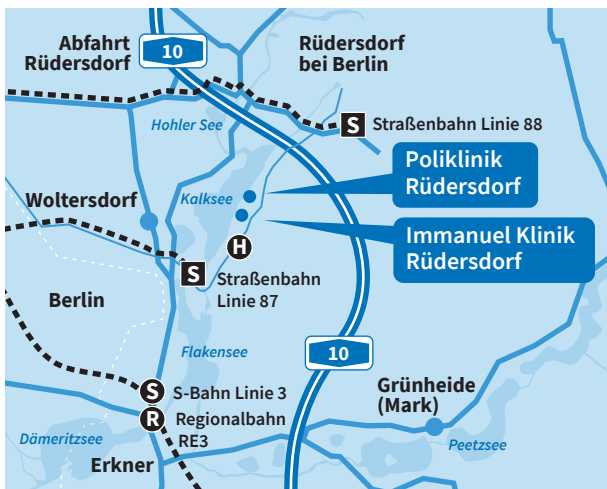 Abfahrt
Rüdersdorf
10
Rüdersdorf
bei Berlin
Hohler See
S
Straßenbahn Linie 88
Poliklinik
Rüdersdorf
Kalksee
Woltersdorf
Immanuel Klinik
Rüdersdorf
H
S
Straßenbahn
Linie 87
Berlin
Flakensee
10
Grünheide
(Mark)
S
S-Bahn Linie 3
R
Regionalbahn
RE3
Dämeritzsee
Peetzsee
Erkner